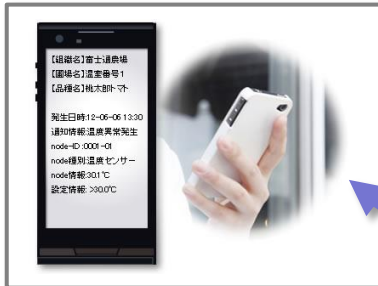 【組織名】富士通農場
【圃場名】温室番号1
【品種名】桃太郎トマト
発生日時:12-06-06 13:30
通知情報:温度異常発生
node-ID:0001-01
node種別:温度センサー
node情報:30.1℃
設定情報: >30.0℃